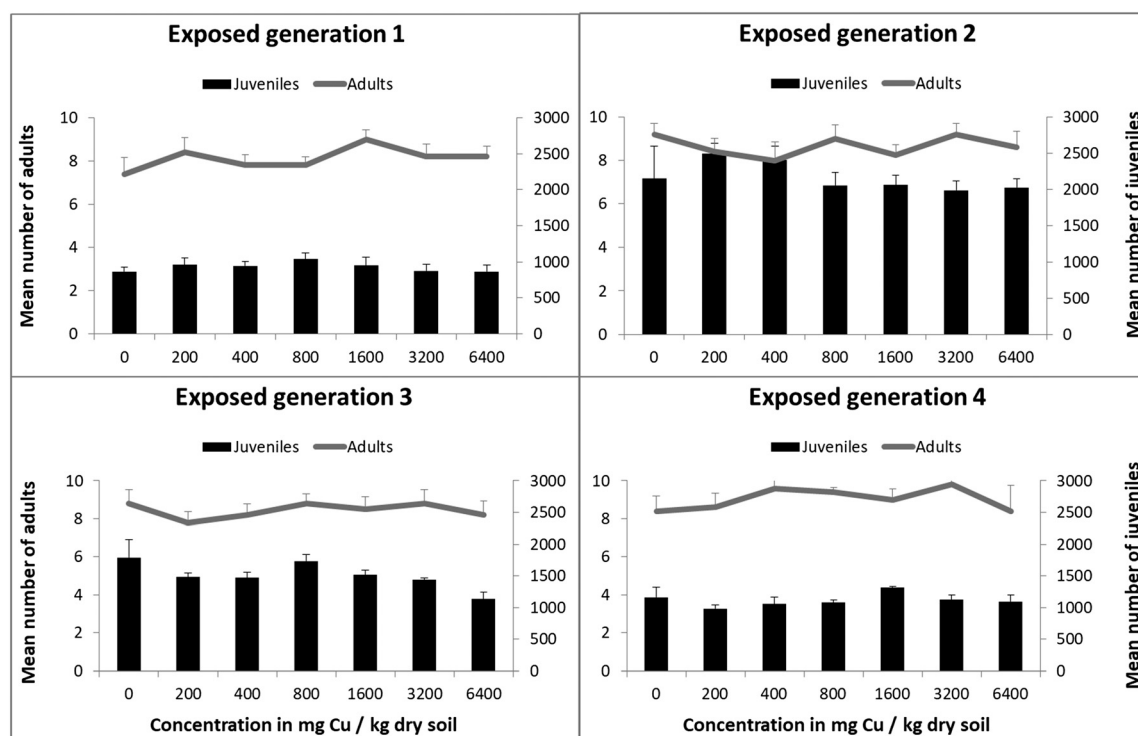 Exposed generation 1
Juveniles Adults
Mean number of adults
10
8
6
4
2
0
3000
2500
2000
1500
1000
500
0
0 200 400 800 1600 3200 6400
Exposed generation 2
Juveniles Adults
10
8
6
4
2
0
3000
2500
2000
1500
1000
500
0
Mean number of juveniles
0 200 400 800 1600 3200 6400
Exposed generation 3
Juveniles Adults
Mean number of adults
10
8
6
4
2
0
3000
2500
2000
1500
1000
500
0
0 200 400 800 1600 3200 6400
Concentration in mg Cu / kg dry soil
Exposed generation 4
Juveniles Adults
10
8
6
4
2
0
3000
2500
2000
1500
1000
500
0
Mean number of juveniles
0 200 400 800 1600 3200 6400
Concentration in mg Cu / kg dry soil